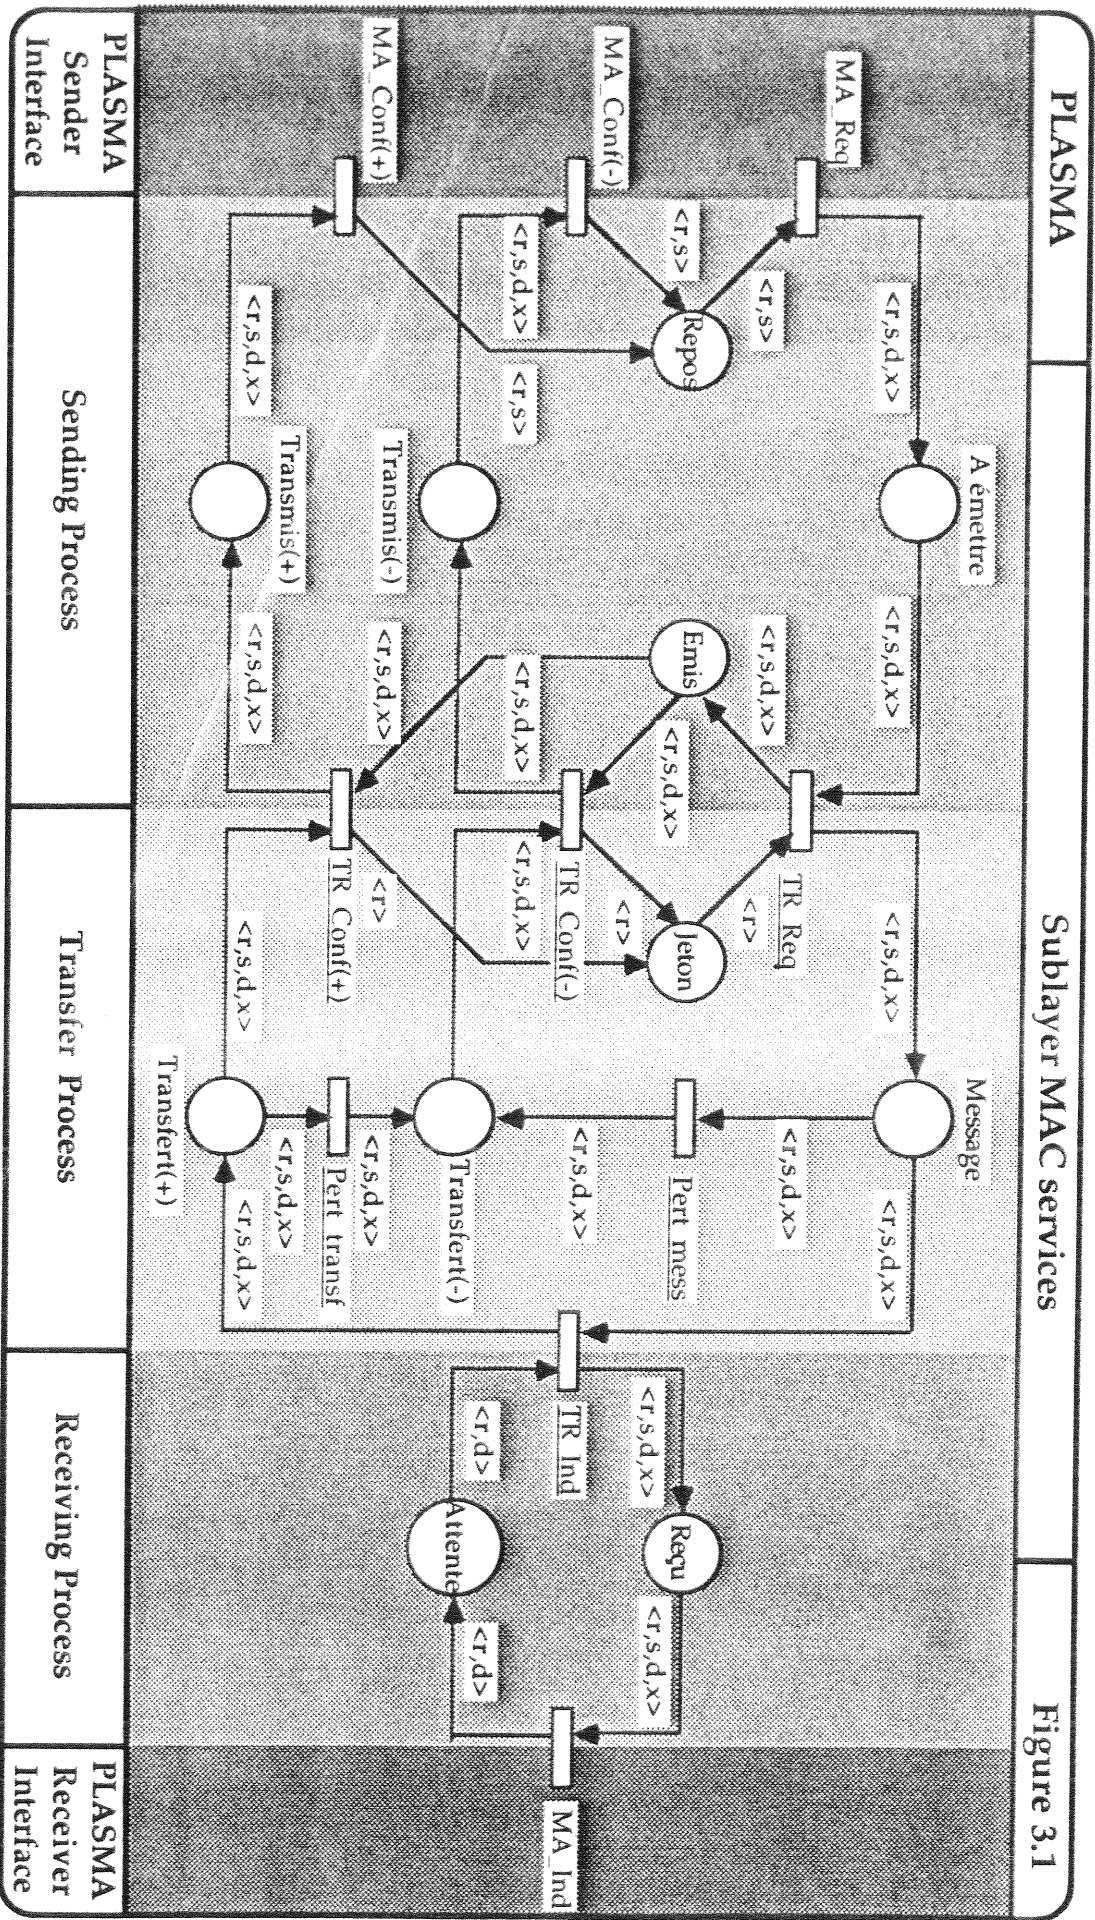 PLASMA
Sublayer MAC services
Figure 3.1
MA_Req
<r,s,d,x>
A émettre
<r,s,d,x>
<r,s,d,x>
Message
<r,s,d,x>
<r,s>
<r,s>
Repos
<r,s,d,x>
Emis
<r,s,d,x>
TR_Req
<r>
Jeton
<r>
<r,s,d,x>
Pert_mess
<r,s,d,x>
<r,s,d,x>
Reçu
<r,s,d,x>
MA_Conf(-)
<r,s,d,x>
<r,s>
<r,s,d,x>
TR_Conf(-)
<r,s,d,x>
TR_Ind
MA_Ind
Transmis(-)
<r,s,d,x>
<r>
<r,s,d,x>
Transfert(-)
<r,d>
Attente
<r,d>
MA_Conf(+)
TR_Conf(+)
Pert_transf
<r,s,d,x>
Transmis(+)
<r,s,d,x>
<r,s,d,x>
<r,s,d,x>
<r,s,d,x>
Transfert(+)
PLASMA
Sender
Interface
Sending Process
Transfer Process
Receiving Process
PLASMA
Receiver
Interface